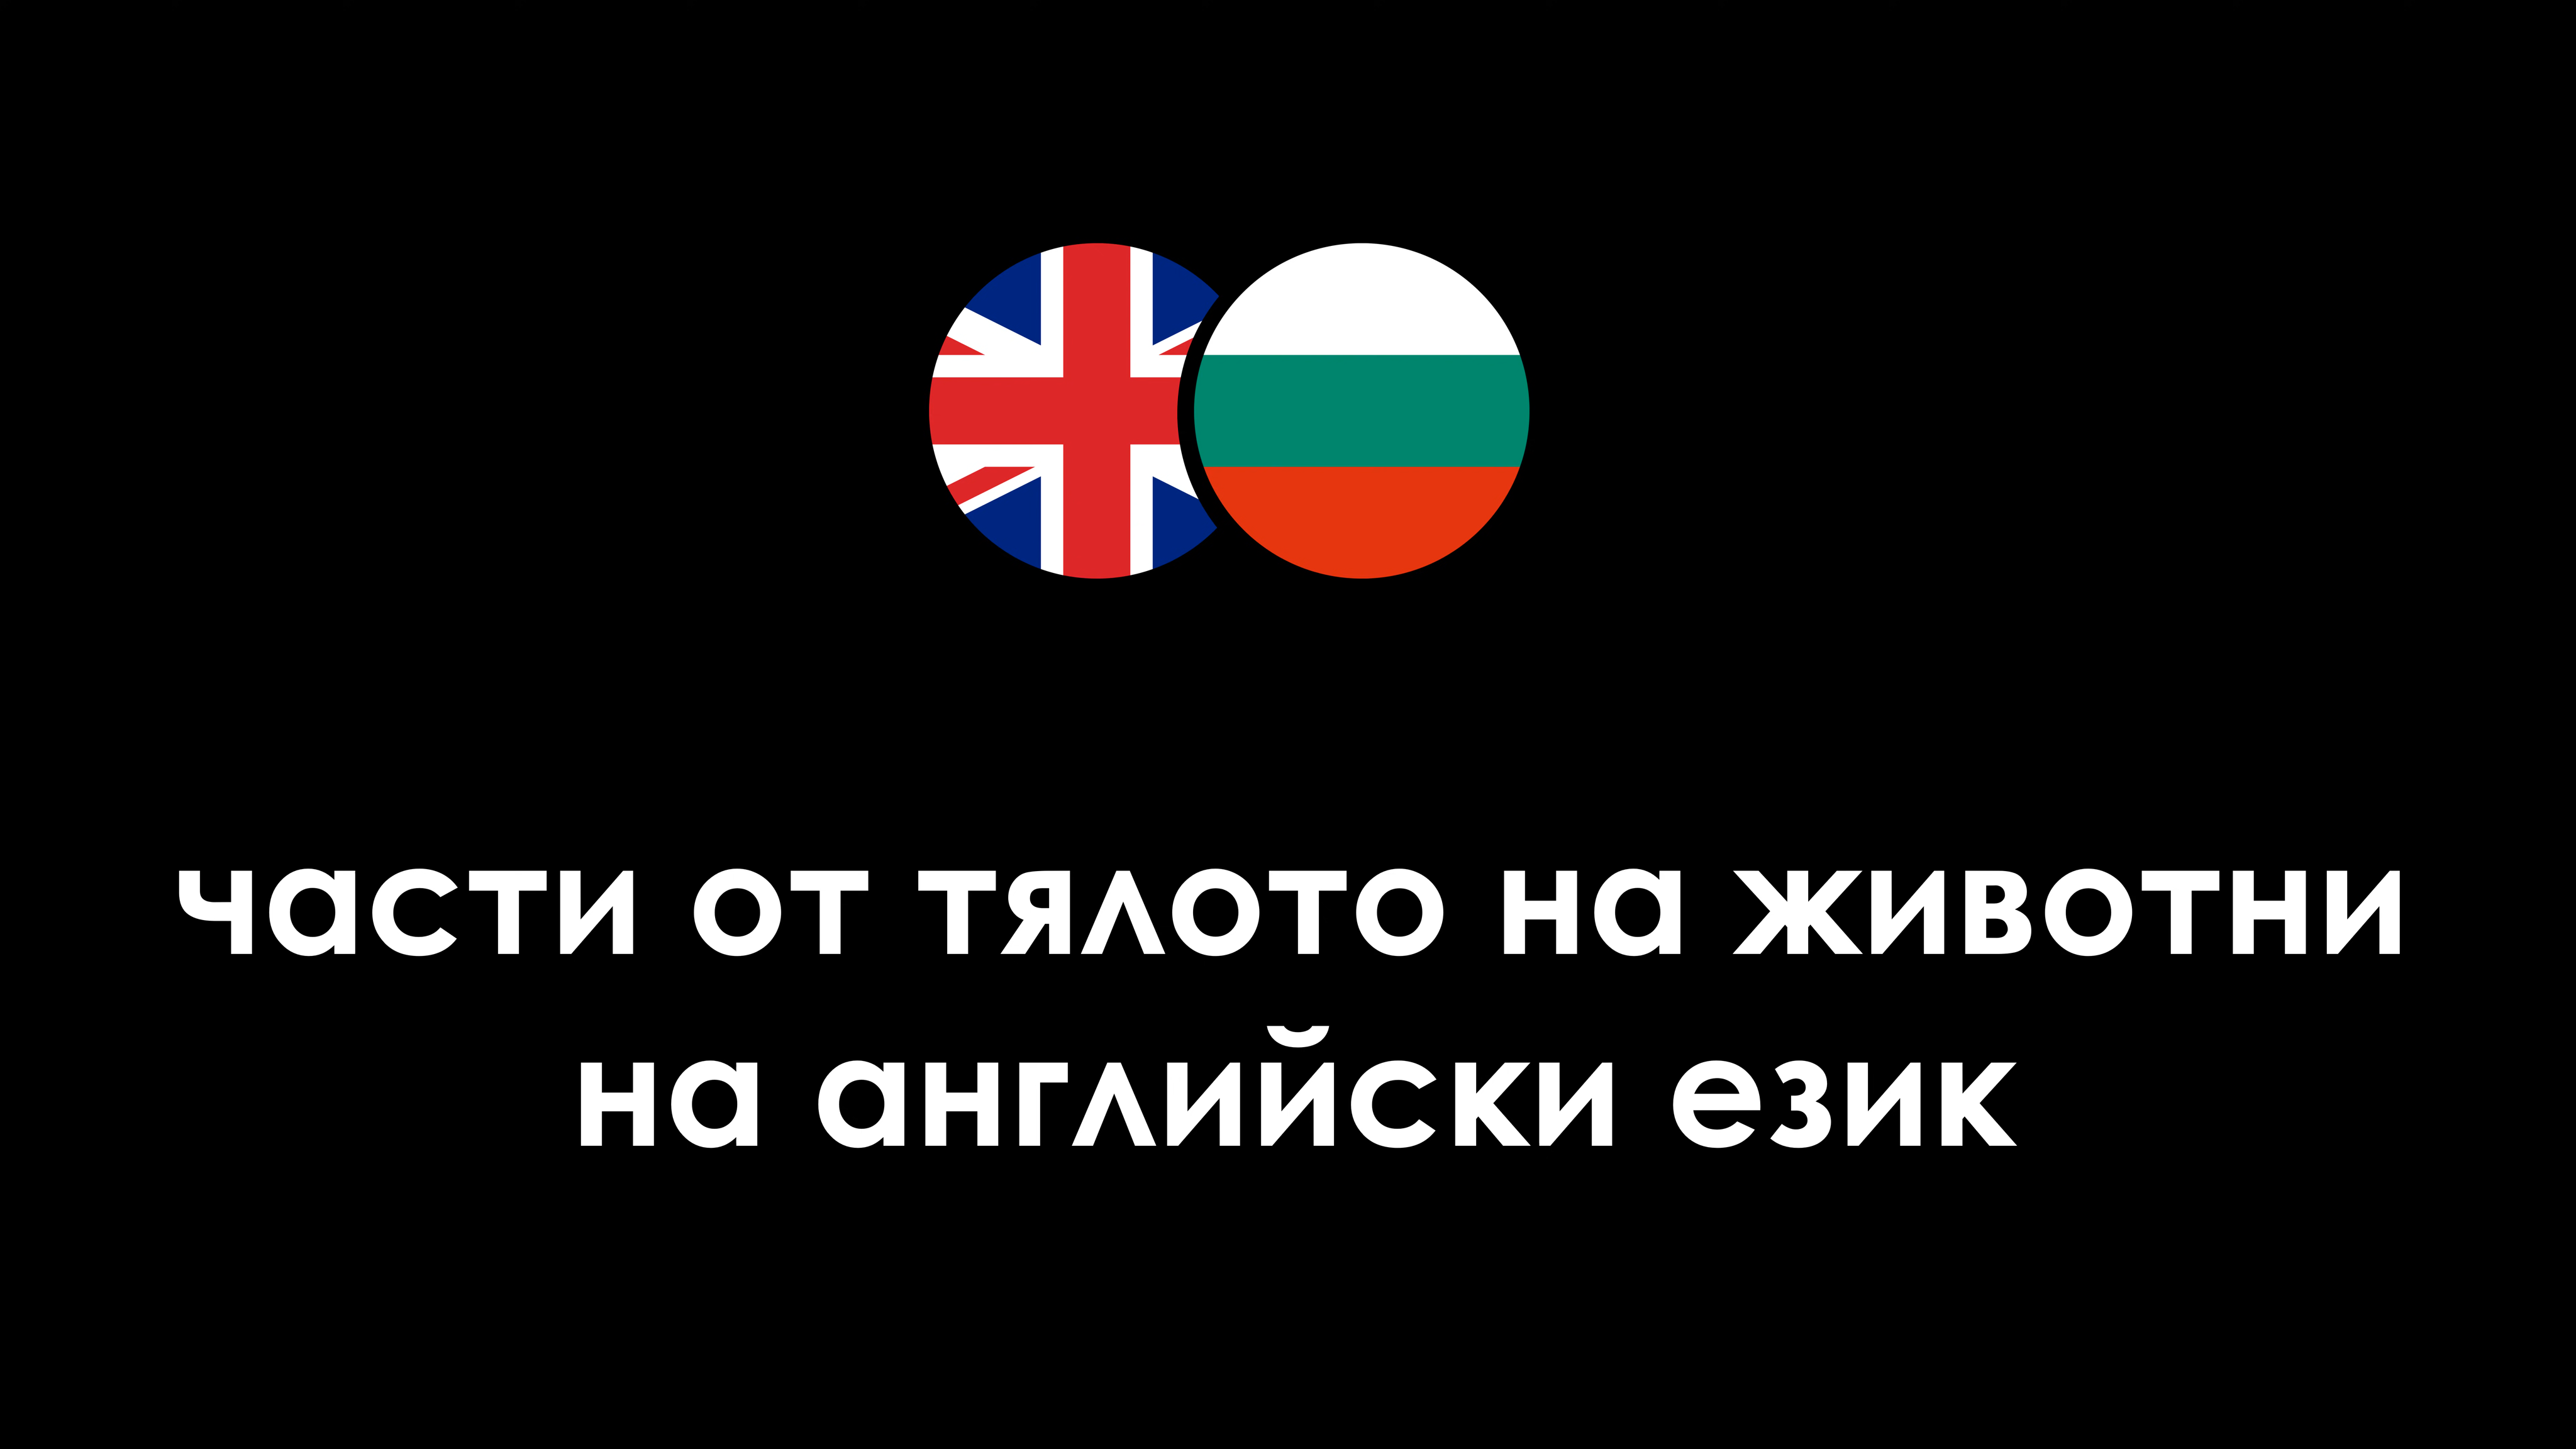 части от тялото на животни
на английски език